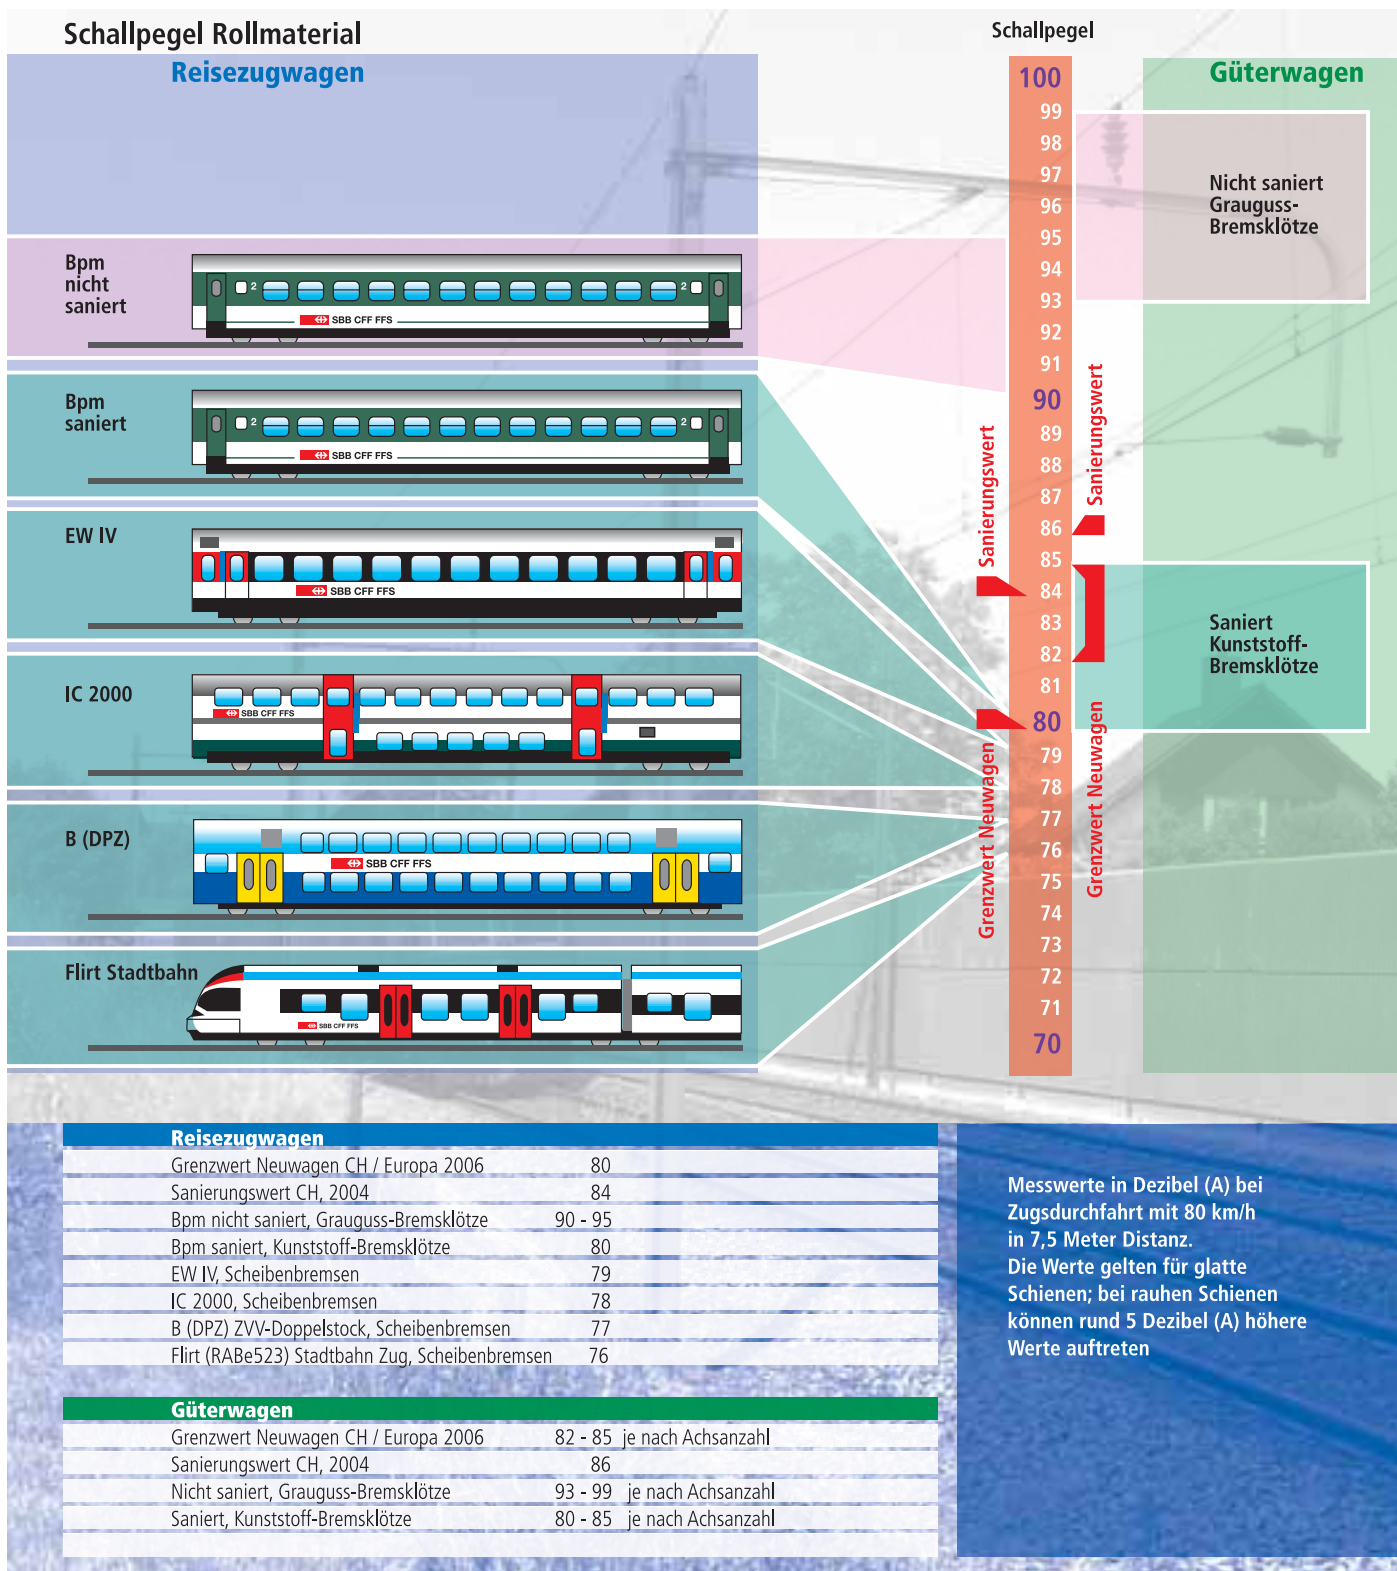 Schallpegel Rollmaterial
Schallpegel
Reisezugwagen
Güterwagen
100
99
98
97
96
95
94
93
92
91
90
89
88
87
86
85
84
83
82
81
80
79
78
77
76
75
74
73
72
71
70
Nicht saniert
Grauguss-
Bremsklötze
Saniert
Kunststoff-
Bremsklötze
Sanierungswert
Sanierungswert
Grenzwert Neuwagen
Grenzwert Neuwagen
Bpm
nicht
saniert
2 2
SBB CFF FFS
Bpm
saniert
2 2
SBB CFF FFS
EW IV
SBB CFF FFS
IC 2000
SBB CFF FFS
B (DPZ)
SBB CFF FFS
Flirt Stadtbahn
SBB CFF FFS
Reisezugwagen
Grenzwert Neuwagen CH / Europa 2006 80
Sanierungswert CH, 2004 84
Bpm nicht saniert, Grauguss-Bremsklötze 90 - 95
Bpm saniert, Kunststoff-Bremsklötze 80
EW IV, Scheibenbremsen 79
IC 2000, Scheibenbremsen 78
B (DPZ) ZVV-Doppelstock, Scheibenbremsen 77
Flirt (RABe523) Stadtbahn Zug, Scheibenbremsen 76
Güterwagen
Grenzwert Neuwagen CH / Europa 2006 82 - 85 je nach Achsanzahl
Sanierungswert CH, 2004 86
Nicht saniert, Grauguss-Bremsklötze 93 - 99 je nach Achsanzahl
Saniert, Kunststoff-Bremsklötze 80 - 85 je nach Achsanzahl
Messwerte in Dezibel (A) bei
Zugsdurchfahrt mit 80 km/h
in 7,5 Meter Distanz.
Die Werte gelten für glatte
Schienen; bei rauhen Schienen
können rund 5 Dezibel (A) höhere
Werte auftreten